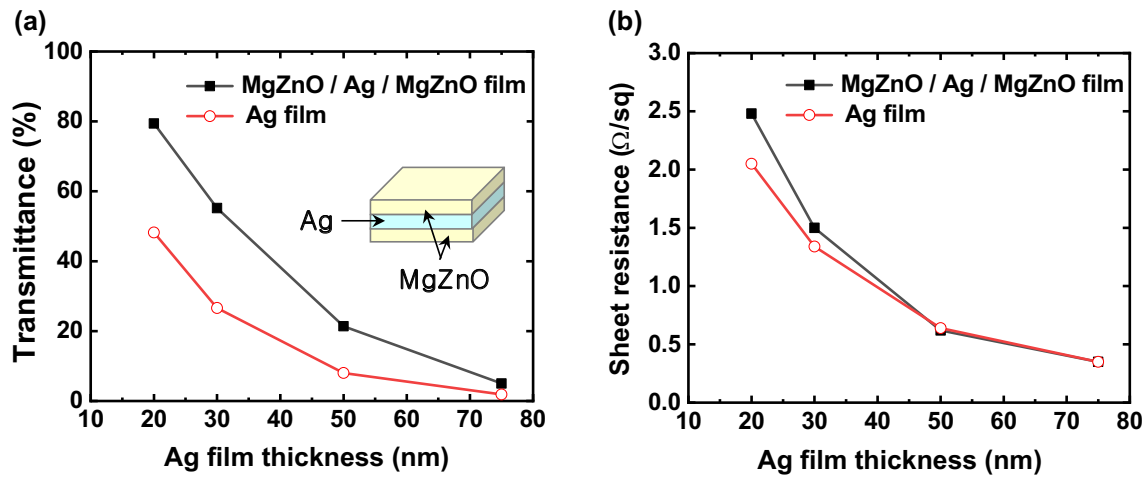 (a)
100
80
60
40
20
0
Transmittance (%)
MgZnO / Ag / MgZnO film
Ag film
Ag
MgZnO
10 20 30 40 50 60 70 80
Ag film thickness (nm)
(b)
3.0
2.5
2.0
1.5
1.0
0.5
0.0
Sheet resistance (Ω/sq)
MgZnO / Ag / MgZnO film
Ag film
10 20 30 40 50 60 70 80
Ag film thickness (nm)